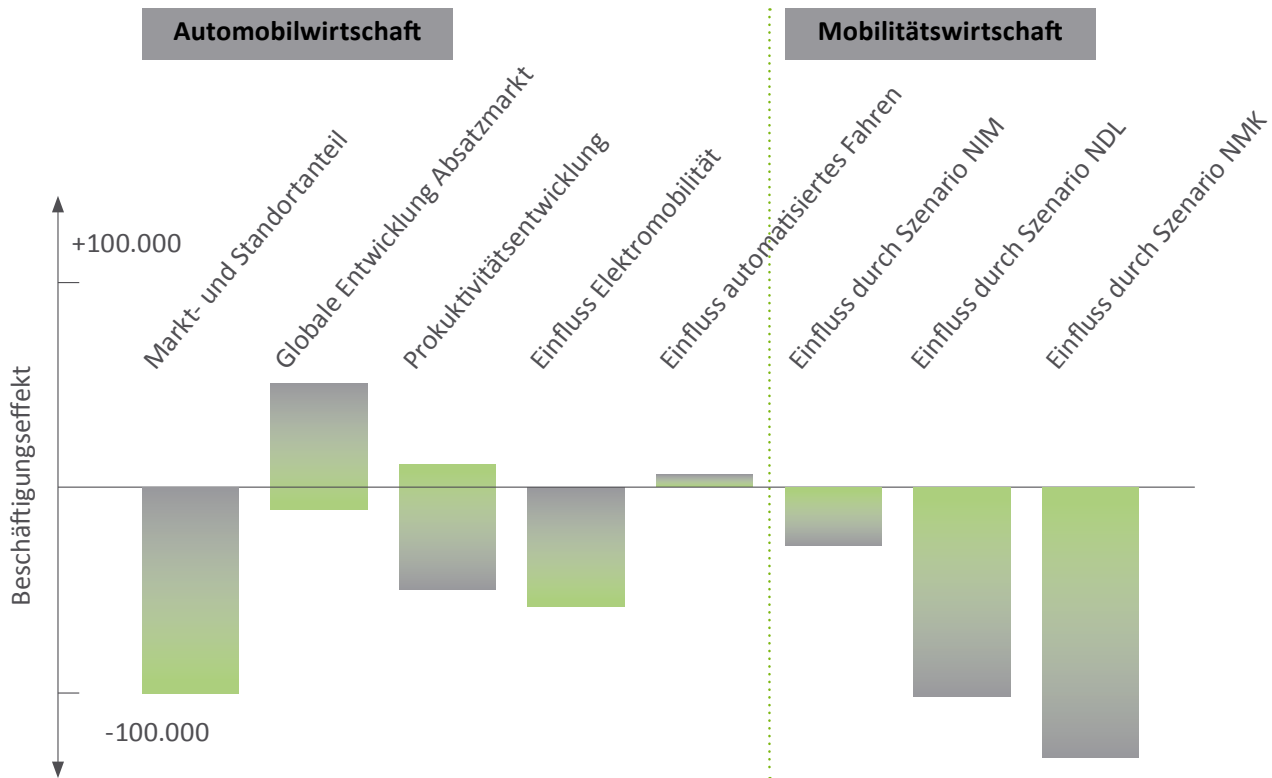 Automobilwirtschaft
Mobilitätswirtschaft
Markt- und Standortanteil
Globale Entwicklung Absatzmarkt
Prokuktivitätsentwicklung
Einfluss Elektromobilität
Einfluss automatisiertes Fahren
Einfluss durch Szenario NIM
Einfluss durch Szenario NDL
Einfluss durch Szenario NMK
+100.000
Beschäftigungseffekt
-100.000